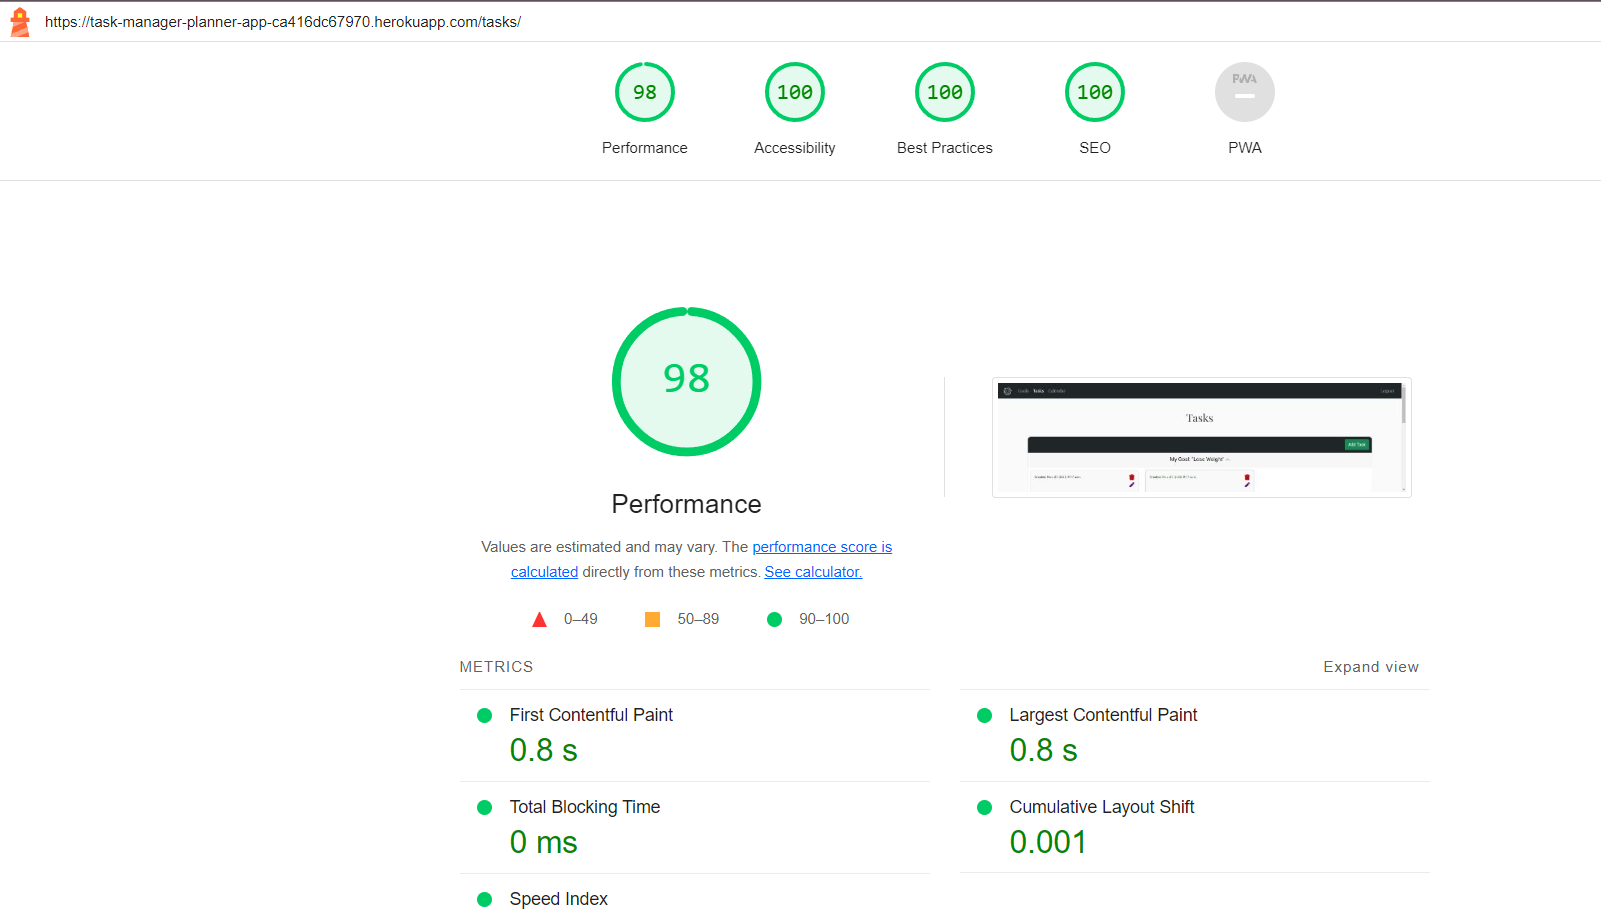 https://task-manager-planner-app-ca416dc67970.herokuapp.com/tasks/
98
100
100
100
PWA
Performance
Accessibility
Best Practices
SEO
PWA
98
Tasks
Calendar
Logout
Tasks
Add Task
My Goal: "Lose Weight"
Performance
Values are estimated and may vary. The performance score is
calculated directly from these metrics. See calculator.
0–49
50–89
90–100
METRICS
Expand view
First Contentful Paint
0.8 s
Largest Contentful Paint
0.8 s
Total Blocking Time
0 ms
Cumulative Layout Shift
0.001
Speed Index